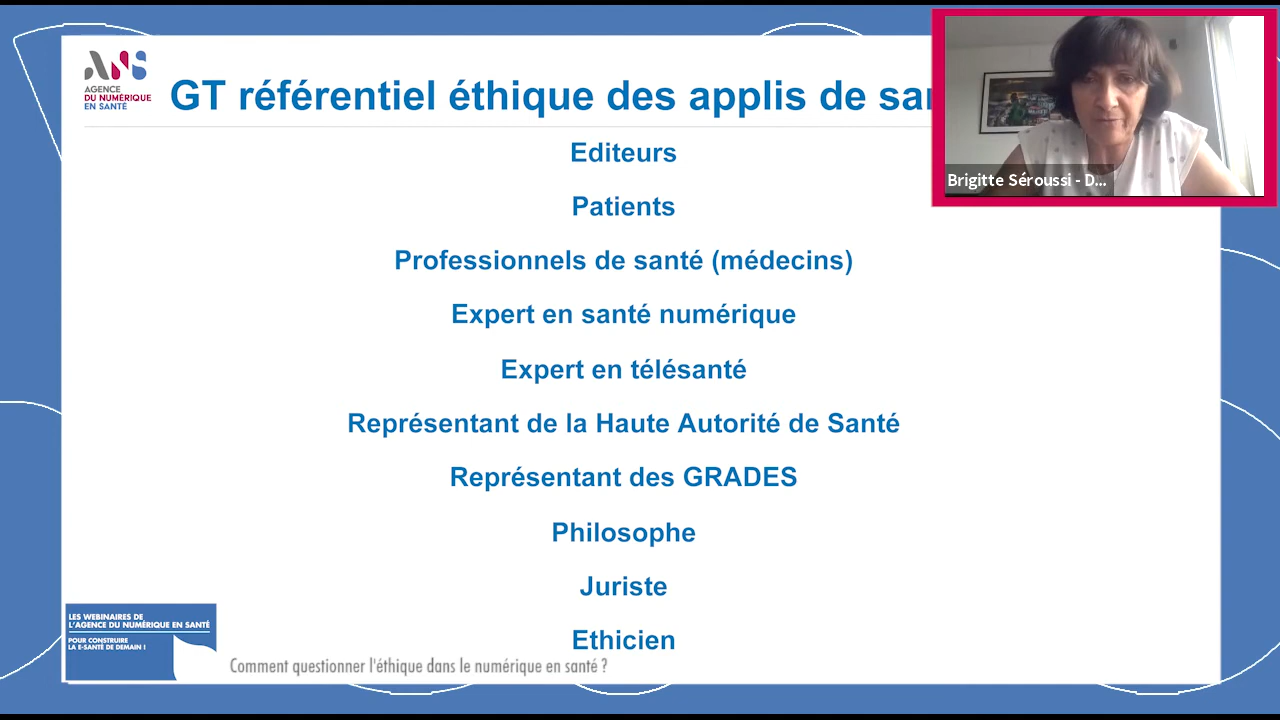 ANS
AGENCE
DU NUMÉRIQUE
EN SANTÉ
GT référentiel éthique des applis de
Brigitte Séroussi - D...
Editeurs
Patients
Professionnels de santé (médecins)
Expert en santé numérique
Expert en télésanté
Représentant de la Haute Autorité de Santé
Représentant des GRADES
Philosophe
Juriste
Ethicien
LES WEBINAIRES DE
L'AGENCE DU NUMÉRIQUE EN SANTÉ
POUR CONSTRUIRE
LA E-SANTÉ DE DEMAIN !
Comment questionner l'éthique dans le numérique en santé ?